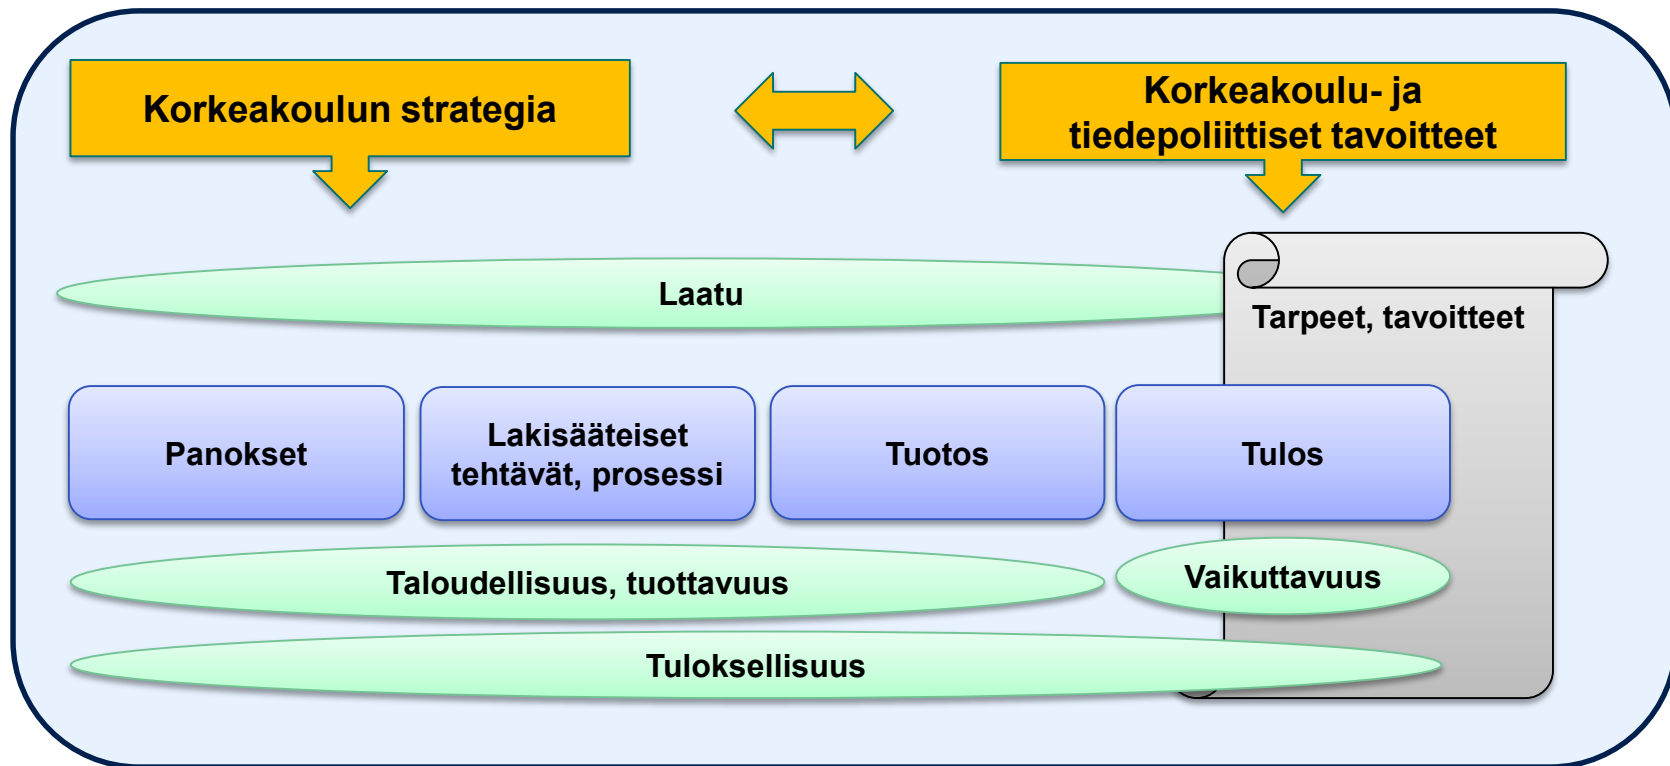 Korkeakoulun strategia
Korkeakoulu- ja
tiedepoliittiset tavoitteet
Laatu
Tarpeet, tavoitteet
Panokset
Lakisääteiset
tehtävät, prosessi
Tuotos
Tulos
Taloudellisuus, tuottavuus
Vaikuttavuus
Tuloksellisuus